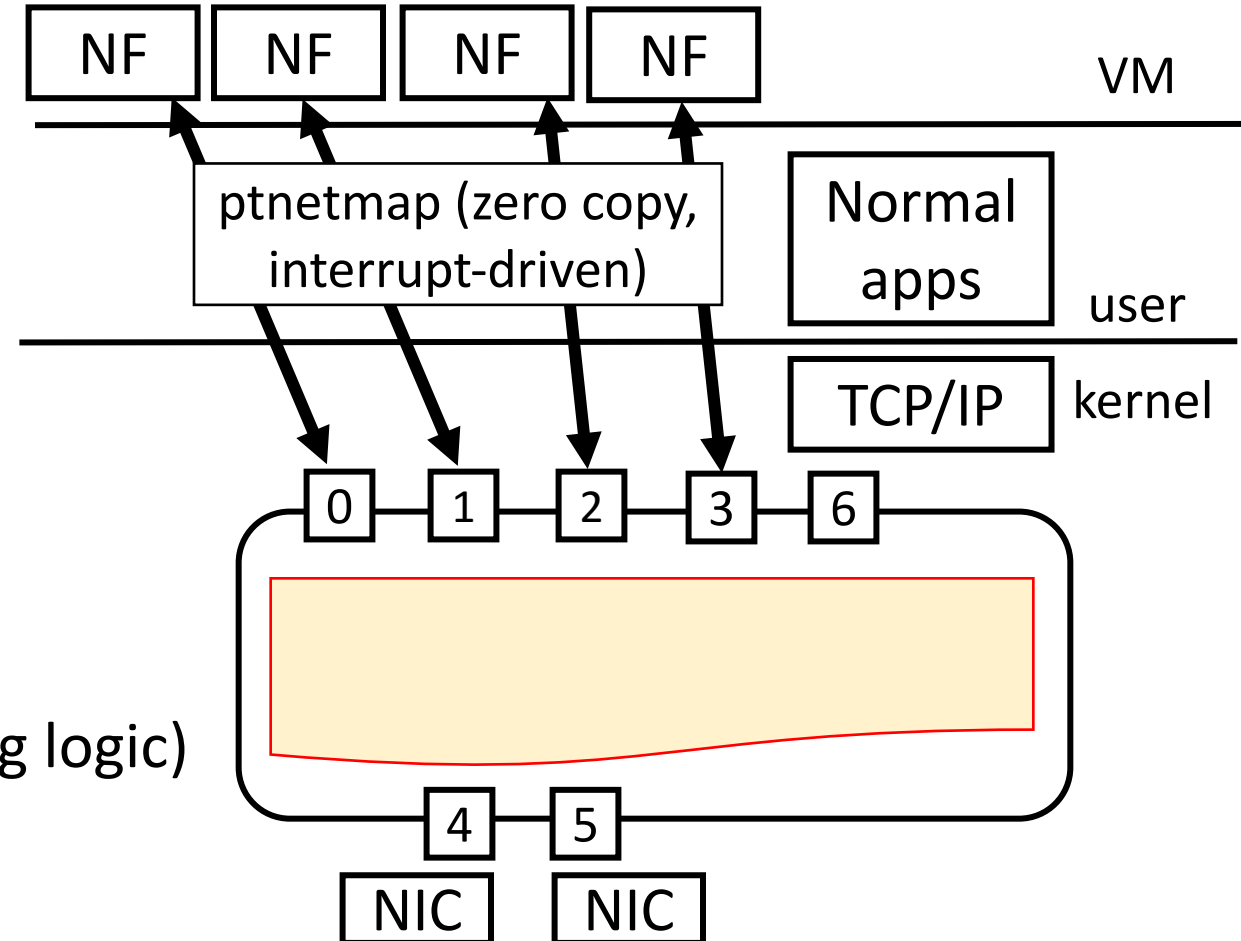 NF NF NF NF
VM
ptnetmap (zero copy,
interrupt-driven)
Normal
apps
user
TCP/IP
kernel
0 1 2 3 6
g logic)
4 5
NIC NIC